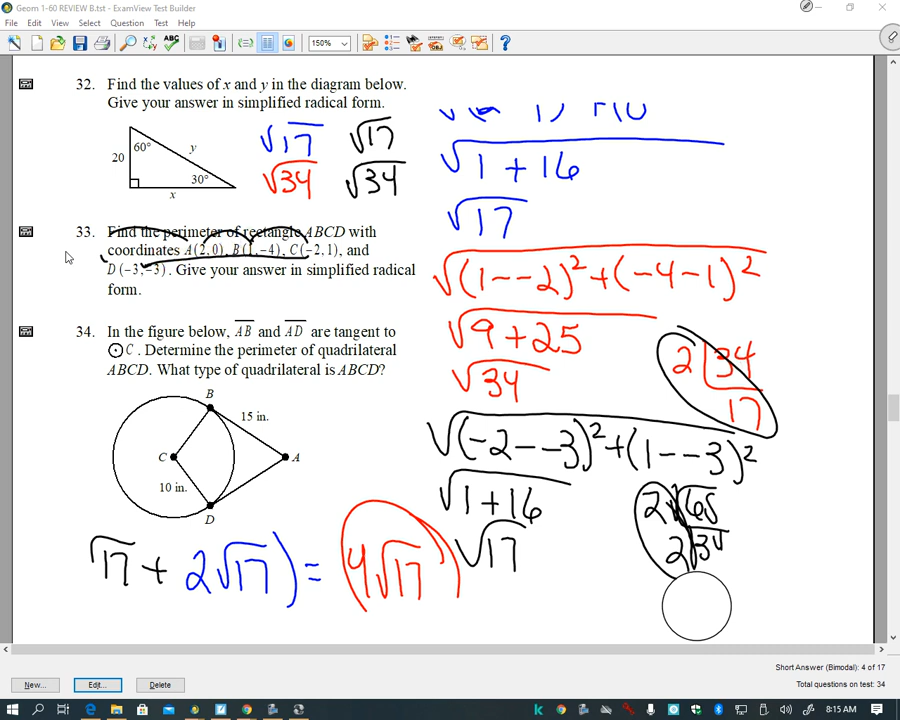 Geom 1-60 REVIEW B.tst - ExamView Test Builder
File Edit View Select Question Test Help
150%
32. Find the values of x and y in the diagram below.
Give your answer in simplified radical form.
60°
y
20
30°
x
√17 √17
√34 √34
33. Find the perimeter of rectangle ABCD with
coordinates A(2,0), B(1,-4), C(-2,1), and
D(-3,-3). Give your answer in simplified radical
form.
34. In the figure below, AB and AD are tangent to
⊙C. Determine the perimeter of quadrilateral
ABCD. What type of quadrilateral is ABCD?
B
15 in.
C
A
10 in.
D
√17 + 2√17) = 4√17
√1 + 16
√17
√(1--2)²+(-4-1)²
√9 + 25
√34
2 34
17
√(-2--3)²+(1--3)²
√1 + 16
√17
Short Answer (Bimodal): 4 of 17
New... Edit... Delete
Total questions on test: 34
8:15 AM